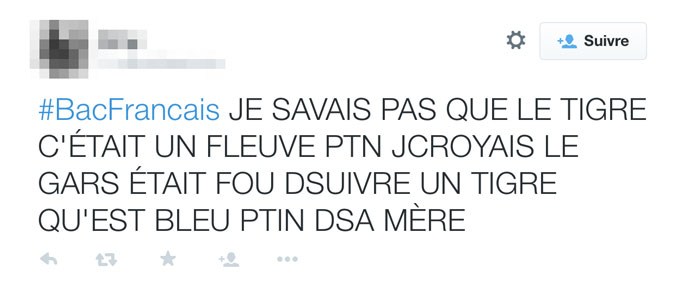 Suivre
#BacFrancais JE SAVAIS PAS QUE LE TIGRE
C'ÉTAIT UN FLEUVE PTN JCROYAIS LE
GARS ÉTAIT FOU DSUIVRE UN TIGRE
QU'EST BLEU PTIN DSA MÈRE